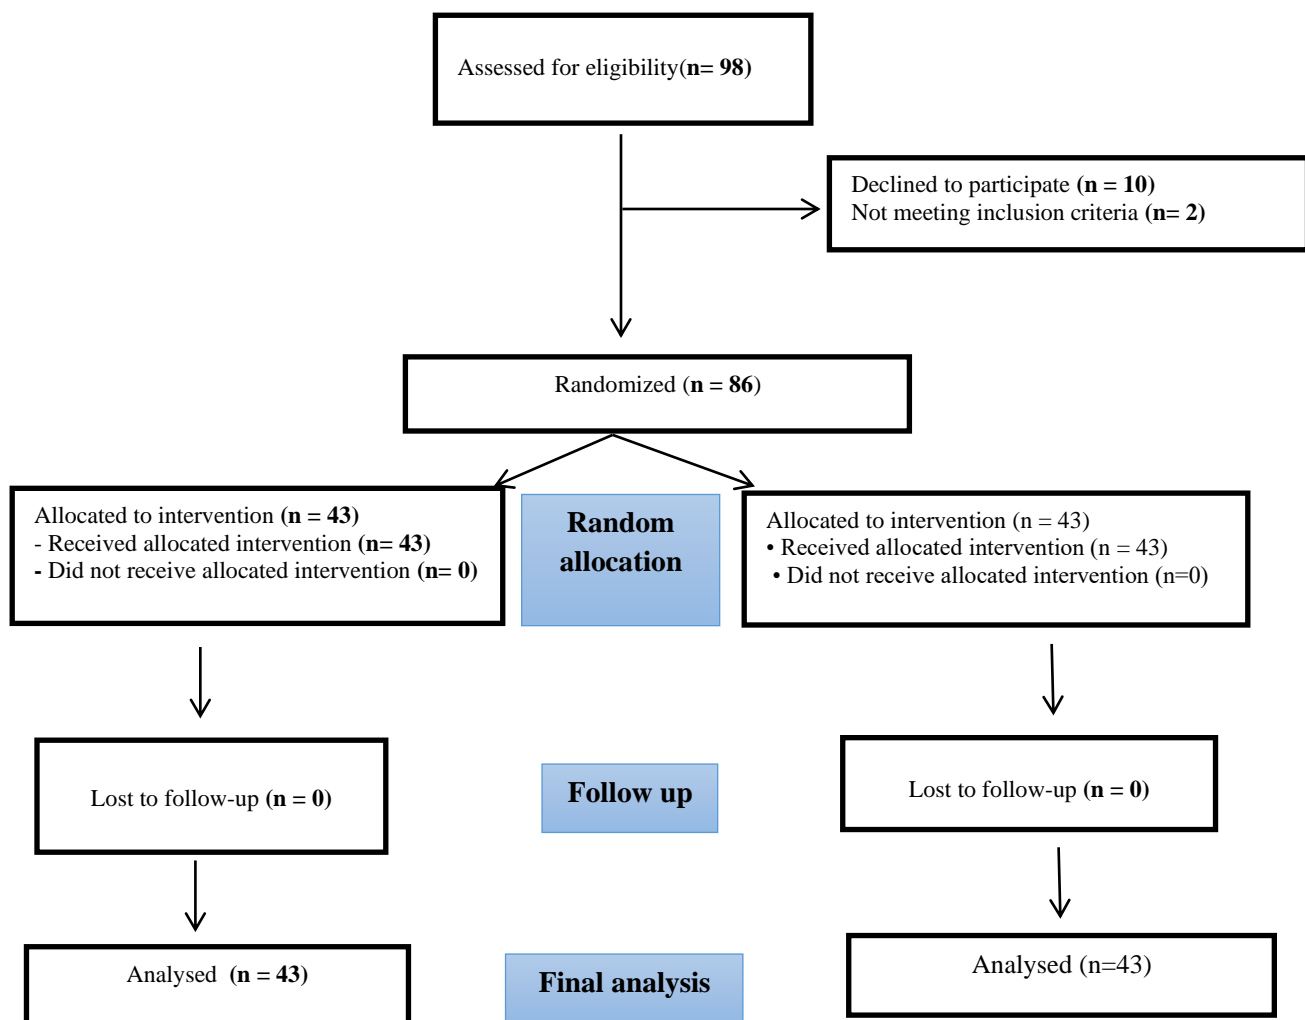 Assessed for eligibility(n= 98)
Declined to participate (n = 10)
Not meeting inclusion criteria (n= 2)
Randomized (n = 86)
Allocated to intervention (n = 43)
- Received allocated intervention (n= 43)
- Did not receive allocated intervention (n= 0)
Random
allocation
Allocated to intervention (n = 43)
• Received allocated intervention (n = 43)
• Did not receive allocated intervention (n=0)
Lost to follow-up (n = 0)
Follow up
Lost to follow-up (n = 0)
Analysed (n = 43)
Final analysis
Analysed (n=43)